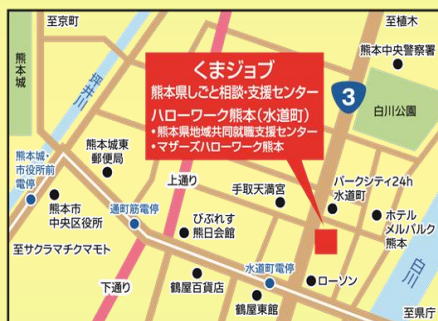 至京町
至植木
熊本城
坪井川
くまジョブ
熊本県しごと相談・支援センター
ハローワーク熊本(水道町)
・熊本県地域共同就職支援センター
・マザーズハローワーク熊本
3
熊本中央警察署
白川公園
熊本城・
市役所前
電停
熊本城東
郵便局
上通り
手取天満宮
パークシティ24h
水道町
熊本市
中央区役所
通町筋電停
びぷれす
熊日会館
ホテル
メルパルク
熊本
至サクラマチクマモト
水道町電停
白川
下通り
鶴屋百貨店
鶴屋東館
ローソン
至県庁